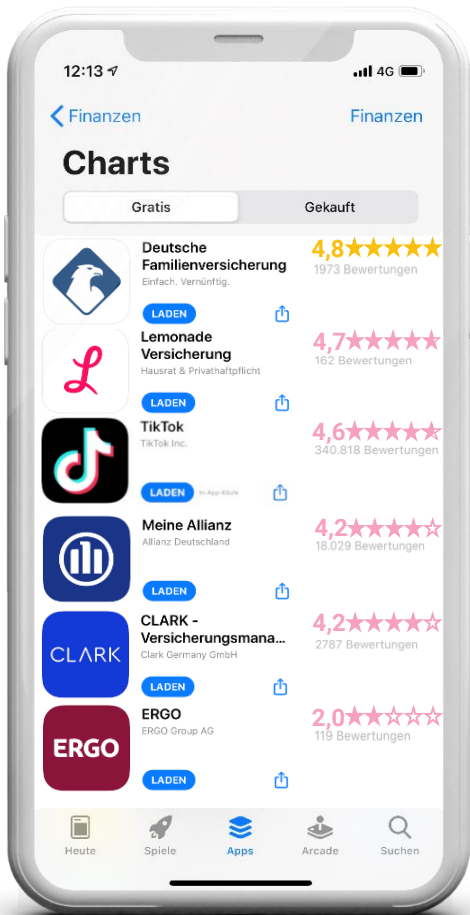 12:13
4G
Finanzen
Finanzen
Charts
Gratis
Gekauft
Deutsche
Familienversicherung
Einfach. Vernünftig.
LADEN
4,8
1973 Bewertungen
Lemonade
Versicherung
Hausrat & Privathaftpflicht
LADEN
4,7
162 Bewertungen
TikTok
TikTok Inc.
LADEN
In-App-Käufe
4,6
340.818 Bewertungen
Meine Allianz
Allianz Deutschland
LADEN
4,2
18.029 Bewertungen
CLARK
CLARK -
Versicherungsmana...
Clark Germany GmbH
LADEN
4,2
2787 Bewertungen
ERGO
ERGO
ERGO Group AG
LADEN
2,0
119 Bewertungen
Heute
Spiele
Apps
Arcade
Suchen